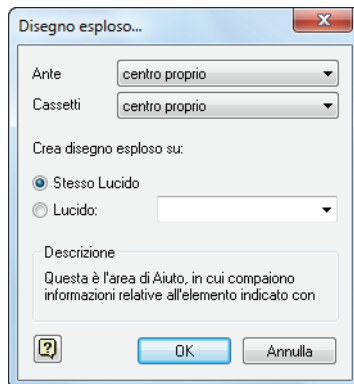 Disegno esploso...
Ante centro proprio
Cassetti centro proprio
Crea disegno esploso su:
Stesso Lucido
Lucido:
Descrizione
Questa è l'area di Aiuto, in cui compaiono
informazioni relative all'elemento indicato con
OK Annulla